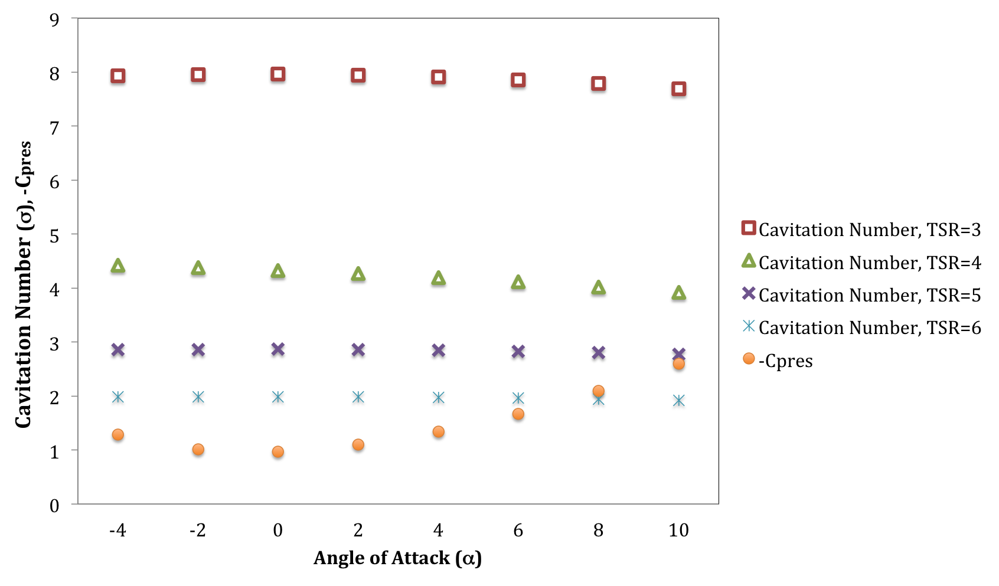 9
8
7
6
5
4
3
2
1
0
Cavitation Number (σ), -Cpres
-4 -2 0 2 4 6 8 10
Angle of Attack (α)
Cavitation Number, TSR=3
Cavitation Number, TSR=4
Cavitation Number, TSR=5
Cavitation Number, TSR=6
-Cpres